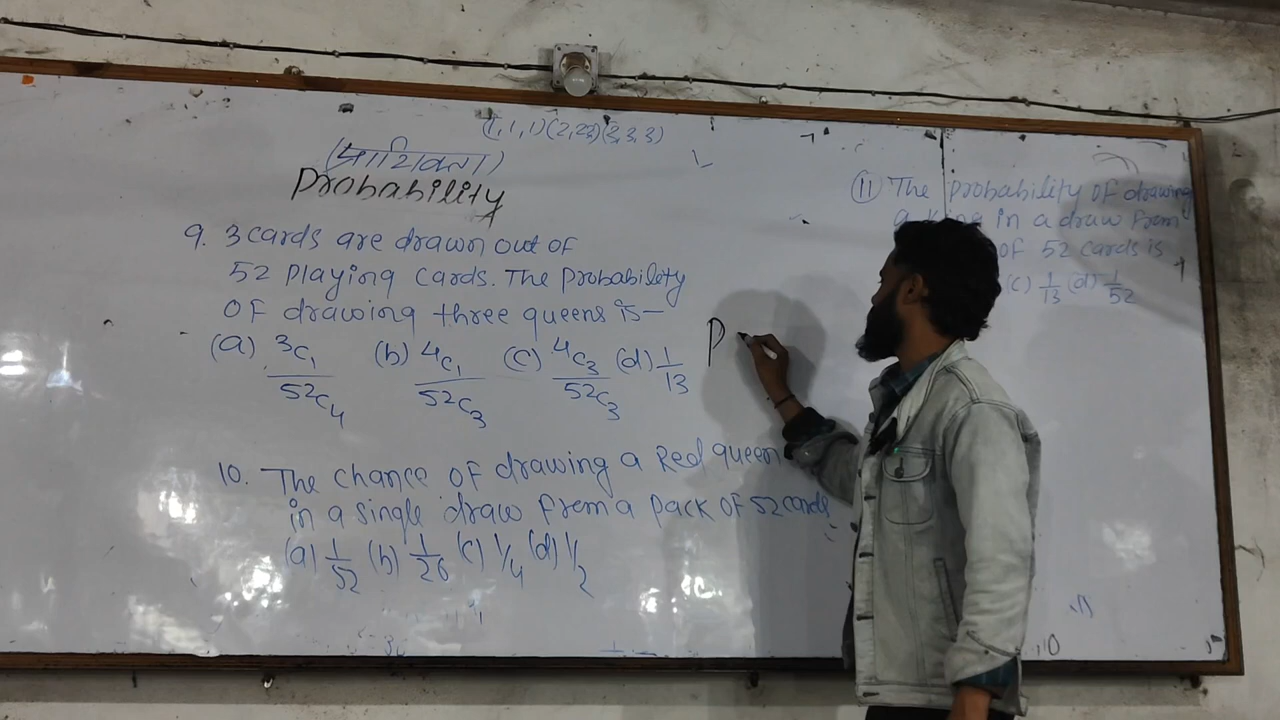 (1,1,1)(2,2,2)(3,3,3)
(प्रायिकता)
Probability
9. 3 cards are drawn out of
52 Playing cards. The Probability
of drawing three queens is-
(a) ³C₁/⁵²C₄ (b) ⁴C₁/⁵²C₃ (c) ⁴C₃/⁵²C₃ (d) 1/13
P
10. The chance of drawing a Red queen
in a single draw from a pack of 52 cards
(a) 1/52 (b) 1/26 (c) 1/4 (d) 1/2
(11) The probability of drawing
a King in a draw from
of 52 cards is
(c) 1/13 (d) 1/52